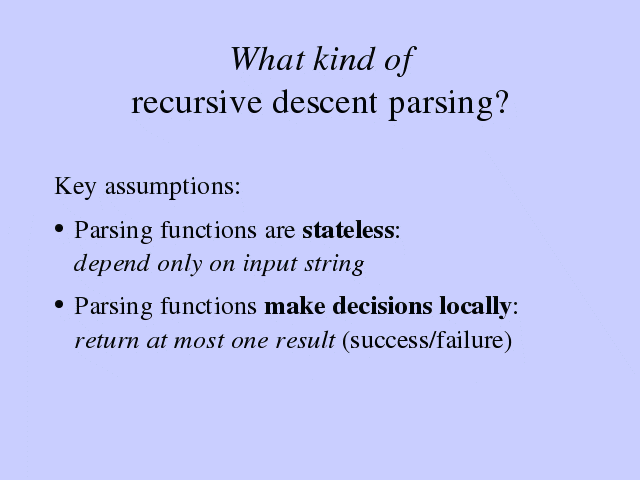 What kind of
recursive descent parsing?
Key assumptions:
• Parsing functions are stateless:
depend only on input string
• Parsing functions make decisions locally:
return at most one result (success/failure)